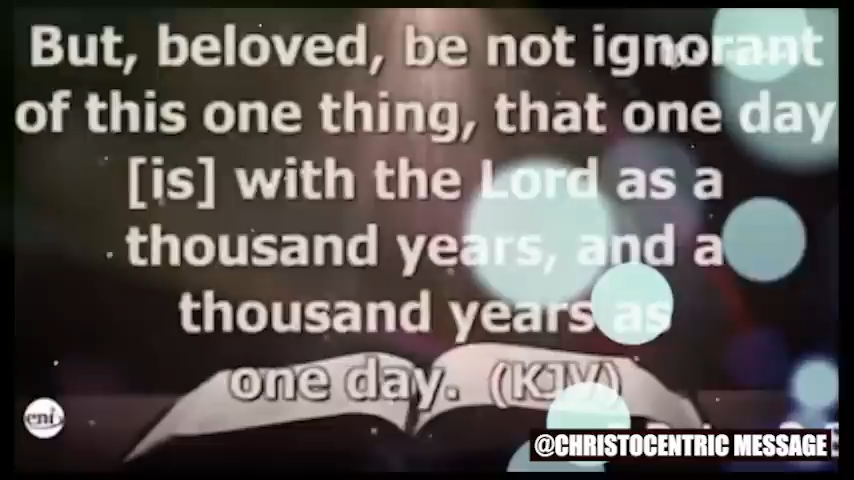 But, beloved, be not ignorant
of this one thing, that one day
[is] with the Lord as a
thousand years, and a
thousand years as
one day. (KJV)
eni
@CHRISTOCENTRIC MESSAGE